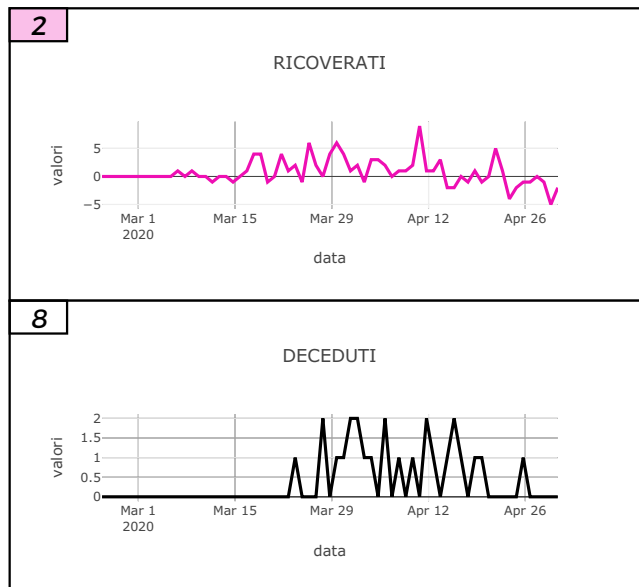 2
RICOVERATI
valori
5
0
−5
Mar 1
2020
Mar 15
Mar 29
Apr 12
Apr 26
data
8
DECEDUTI
valori
2
1.5
1
0.5
0
Mar 1
2020
Mar 15
Mar 29
Apr 12
Apr 26
data